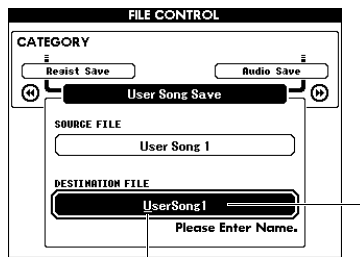 FILE CONTROL
CATEGORY
Regist Save
Audio Save
User Song Save
SOURCE FILE
User Song 1
DESTINATION FILE
UserSong1
Please Enter Name.